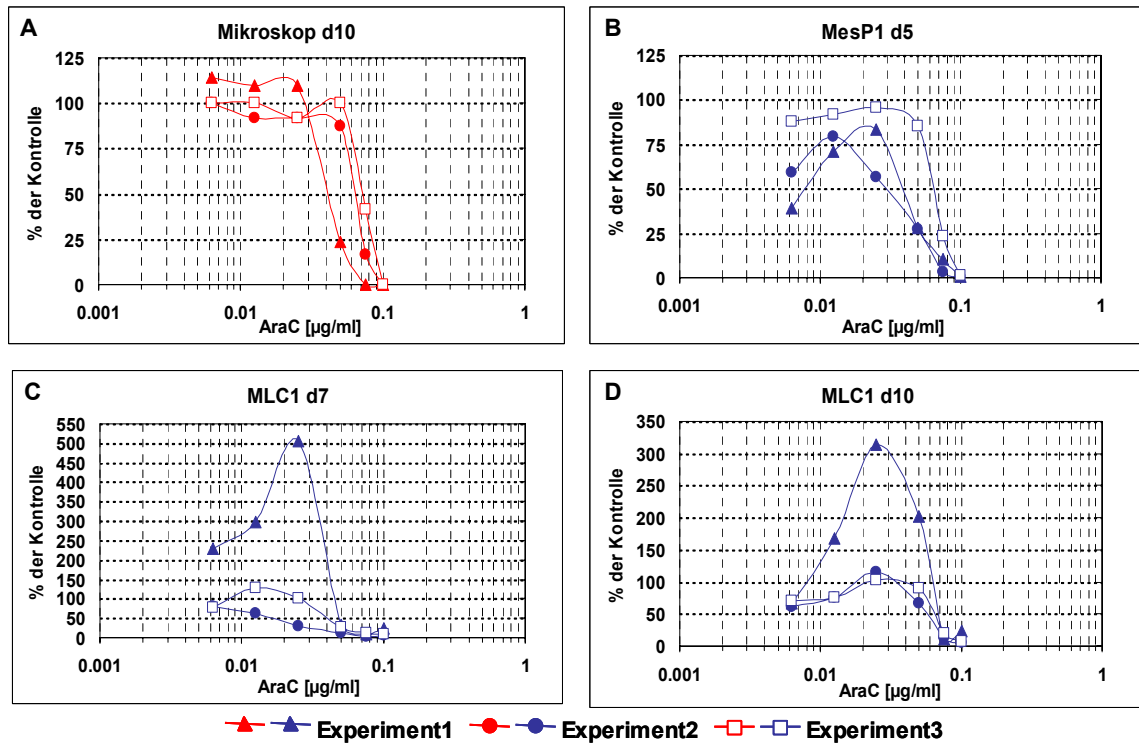 A
Mikroskop d10
% der Kontrolle
125
100
75
50
25
0
0.001
0.01
0.1
1
AraC [µg/ml]
B
MesP1 d5
% der Kontrolle
125
100
75
50
25
0
0.001
0.01
0.1
1
AraC [µg/ml]
C
MLC1 d7
% der Kontrolle
550
500
450
400
350
300
250
200
150
100
50
0
0.001
0.01
0.1
1
AraC [µg/ml]
D
MLC1 d10
% der Kontrolle
350
300
250
200
150
100
50
0
0.001
0.01
0.1
1
AraC [µg/ml]
Experiment1 Experiment2 Experiment3